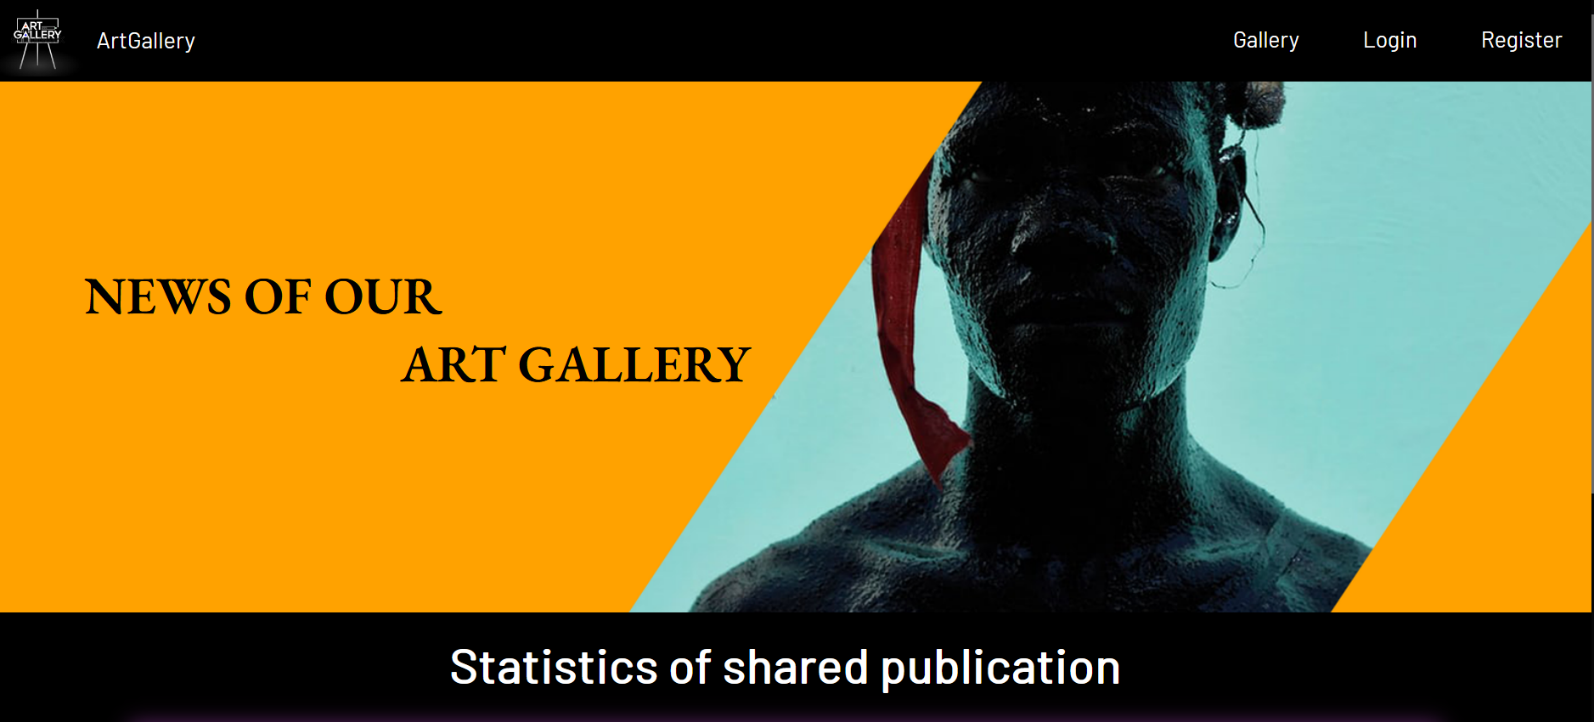 ART
GALLERY
ArtGallery
Gallery
Login
Register
NEWS OF OUR
ART GALLERY
Statistics of shared publication